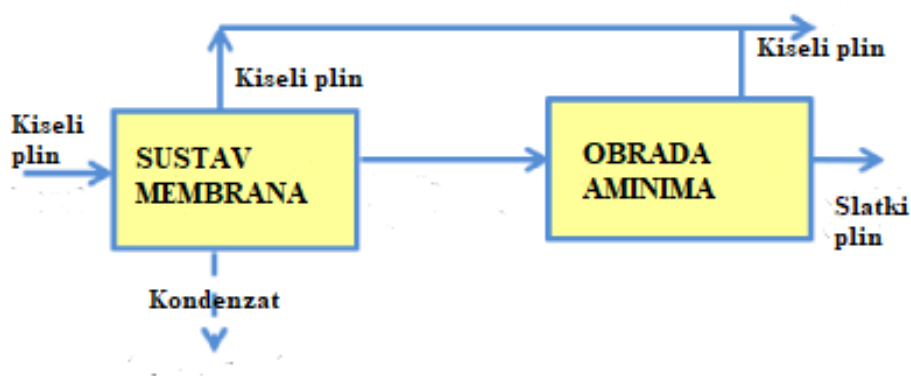 Kiseli plin
Kiseli plin
Kiseli
plin
SUSTAV
MEMBRANA
OBRADA
AMINIMA
Slatki
plin
Kondenzat